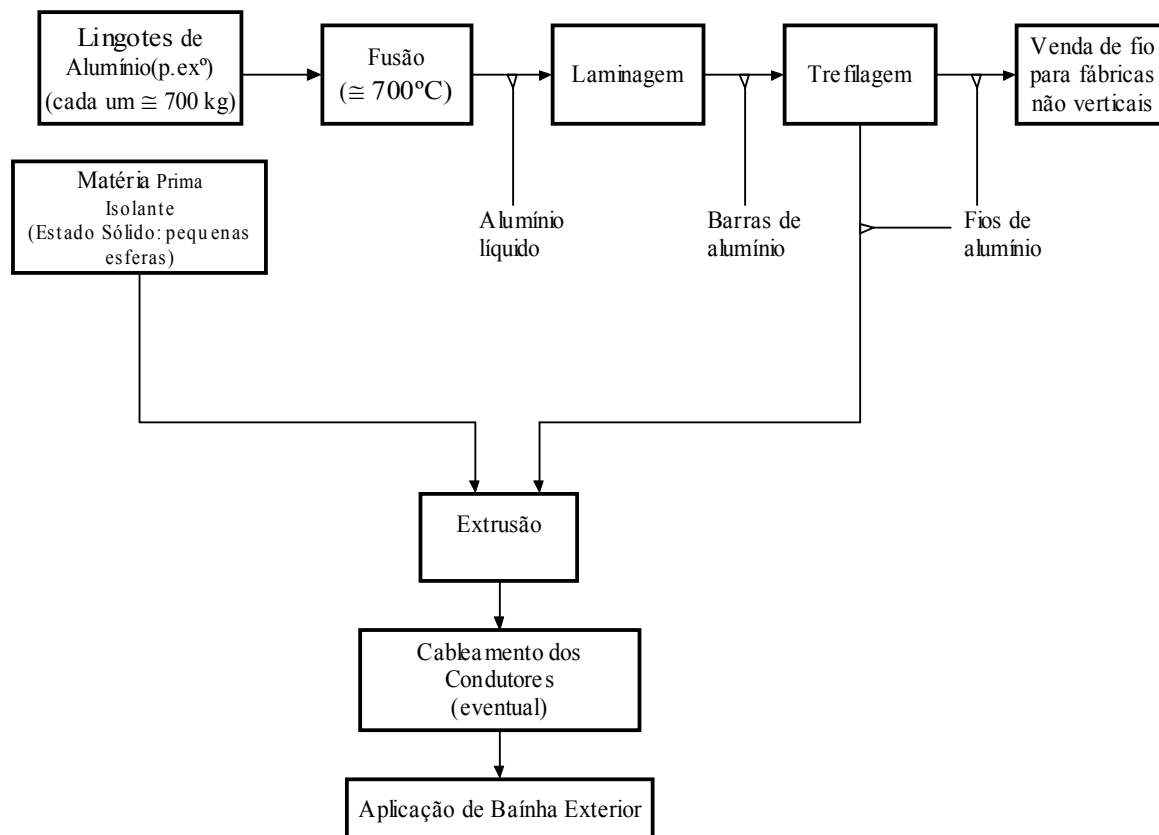 Lingotes de
Alumínio(p.exº)
(cada um ≅ 700 kg)
Fusão
(≅ 700ºC)
Laminagem
Trefilagem
Venda de fio
para fábricas
não verticais
Matéria Prima
Isolante
(Estado Sólido: pequenas
esferas)
Alumínio
líquido
Barras de
alumínio
Fios de
alumínio
Extrusão
Cableamento dos
Condutores
(eventual)
Aplicação de Baínha Exterior